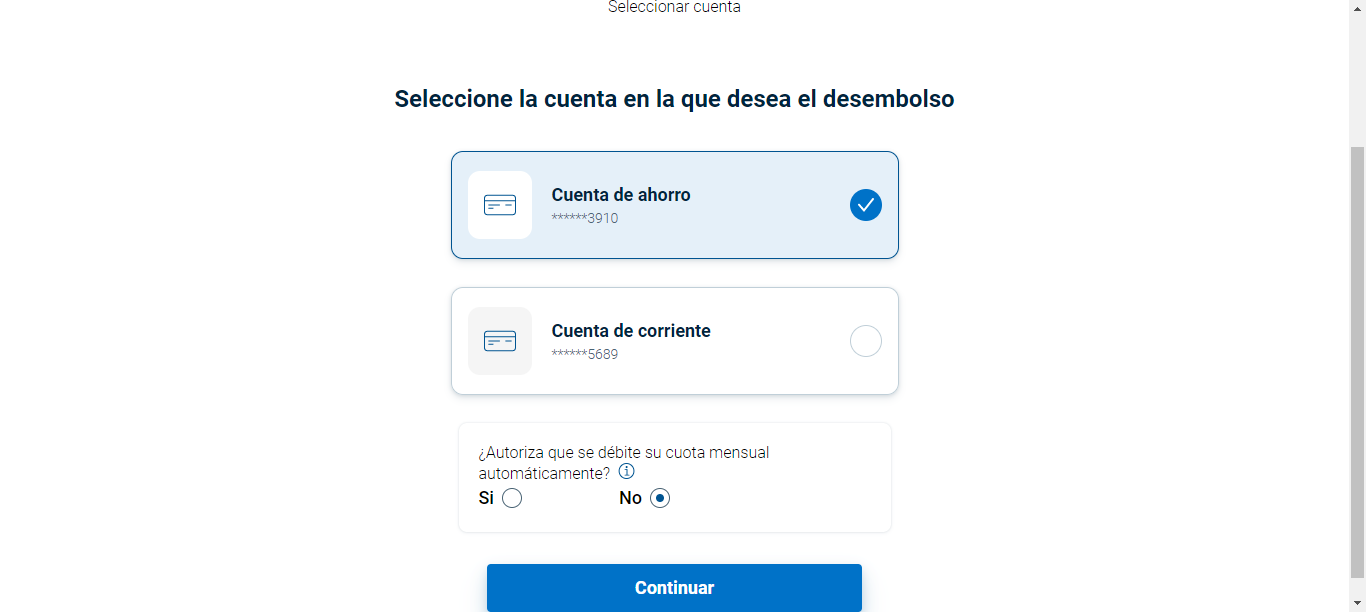 Seleccionar cuenta
Seleccione la cuenta en la que desea el desembolso
Cuenta de ahorro
******3910
Cuenta de corriente
******5689
¿Autoriza que se débite su cuota mensual
automáticamente?
Si No
Continuar